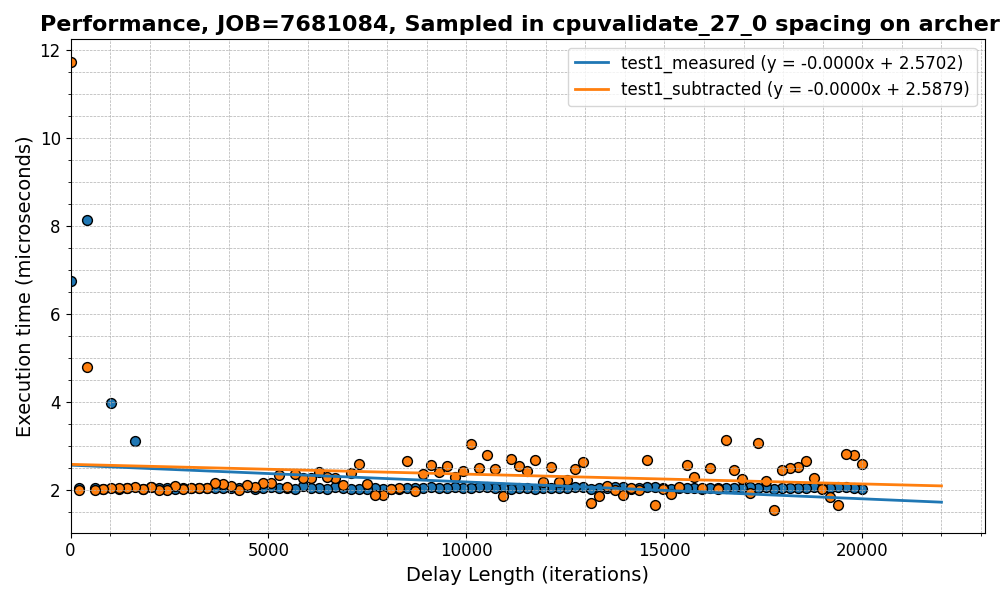 Performance, JOB=7681084, Sampled in cpuvalidate_27_0 spacing on archer
test1_measured (y = -0.0000x + 2.5702)
test1_subtracted (y = -0.0000x + 2.5879)
Execution time (microseconds)
12
10
8
6
4
2
0
5000
10000
15000
20000
Delay Length (iterations)